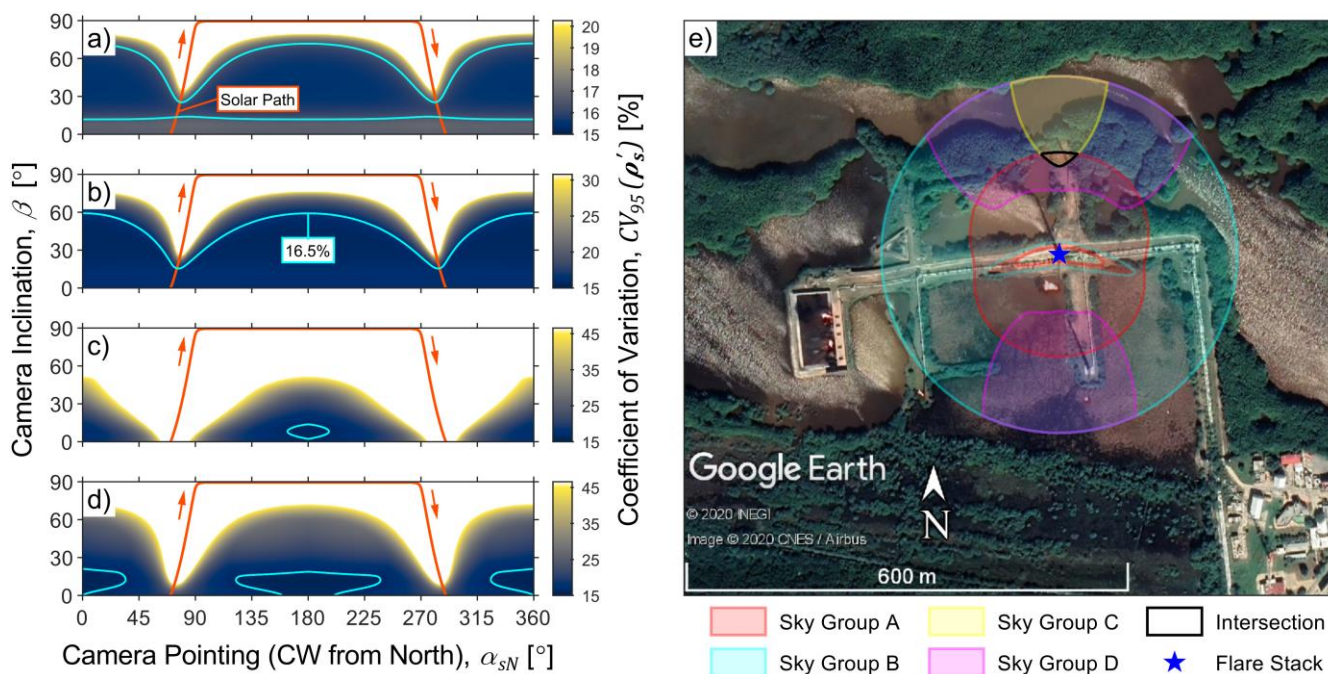 a)
90
60
30
0
Solar Path
20
19
18
17
16
15
b)
90
60
30
0
16.5%
30
25
20
15
c)
90
60
30
0
45
35
25
15
d)
90
60
30
0
45
35
25
15
0 45 90 135 180 225 270 315 360
Camera Inclination, β [°]
Coefficient of Variation, CV₉₅(ρ′ₛ) [%]
Camera Pointing (CW from North), αₛN [°]
e)
Google Earth
© 2020 INEGI
Image © 2020 CNES / Airbus
N
600 m
Sky Group A
Sky Group C
Intersection
Sky Group B
Sky Group D
Flare Stack